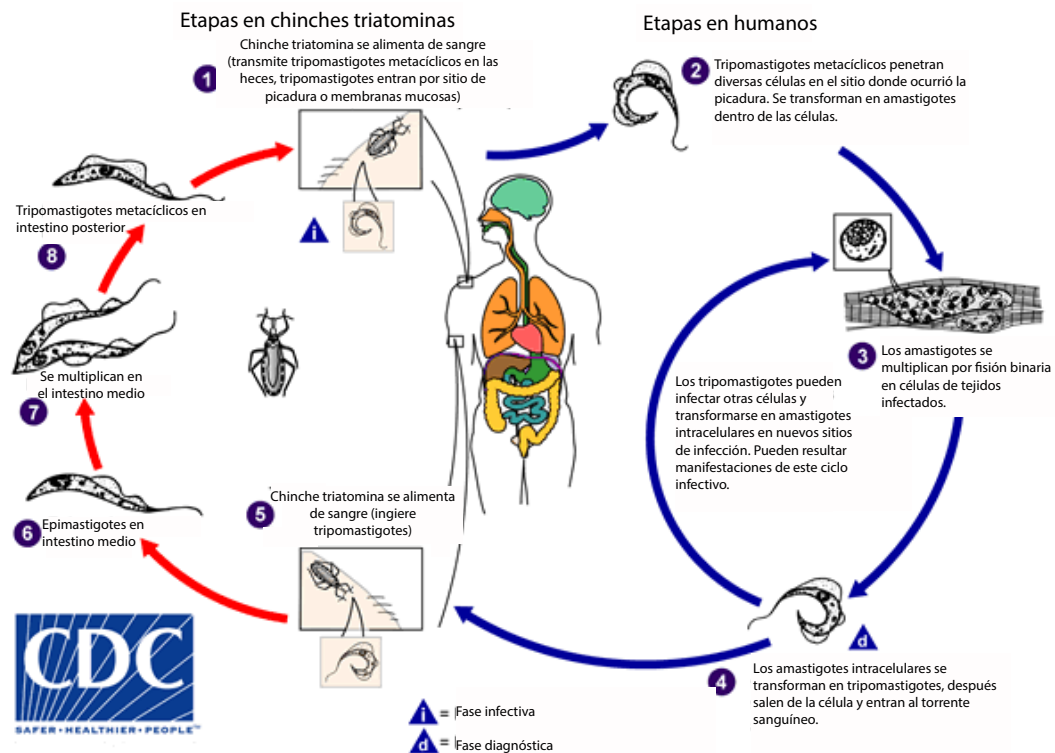 Etapas en chinches triatominas
Etapas en humanos
1
Chinche triatomina se alimenta de sangre
(transmite tripomastigotes metacíclicos en las
heces, tripomastigotes entran por sitio de
picadura o membranas mucosas)
2
Tripomastigotes metacíclicos penetran
diversas células en el sitio donde ocurrió la
picadura. Se transforman en amastigotes
dentro de las células.
i
3
Los amastigotes se
multiplican por fisión binaria
en células de tejidos
infectados.
Los tripomastigotes pueden
infectar otras células y
transformarse en amastigotes
intracelulares en nuevos sitios
de infección. Pueden resultar
manifestaciones de este ciclo
infectivo.
d
4
Los amastigotes intracelulares se
transforman en tripomastigotes, después
salen de la célula y entran al torrente
sanguíneo.
5
Chinche triatomina se alimenta
de sangre (ingiere
tripomastigotes)
6
Epimastigotes en
intestino medio
7
Se multiplican en
el intestino medio
8
Tripomastigotes metacíclicos en
intestino posterior
CDC
SAFER•HEALTHIER•PEOPLE™
i = Fase infectiva
d = Fase diagnóstica